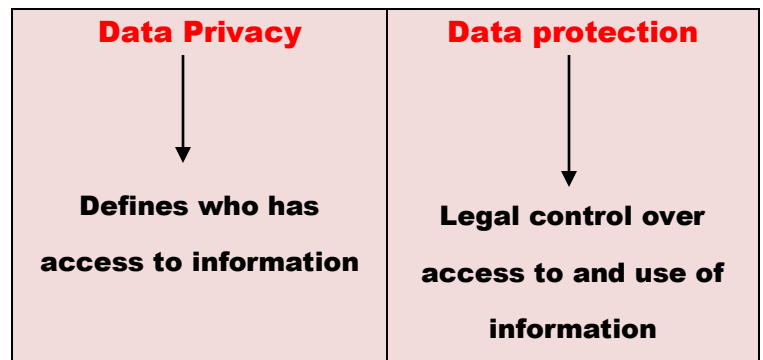 Data Privacy
Defines who has
access to information
Data protection
Legal control over
access to and use of
information